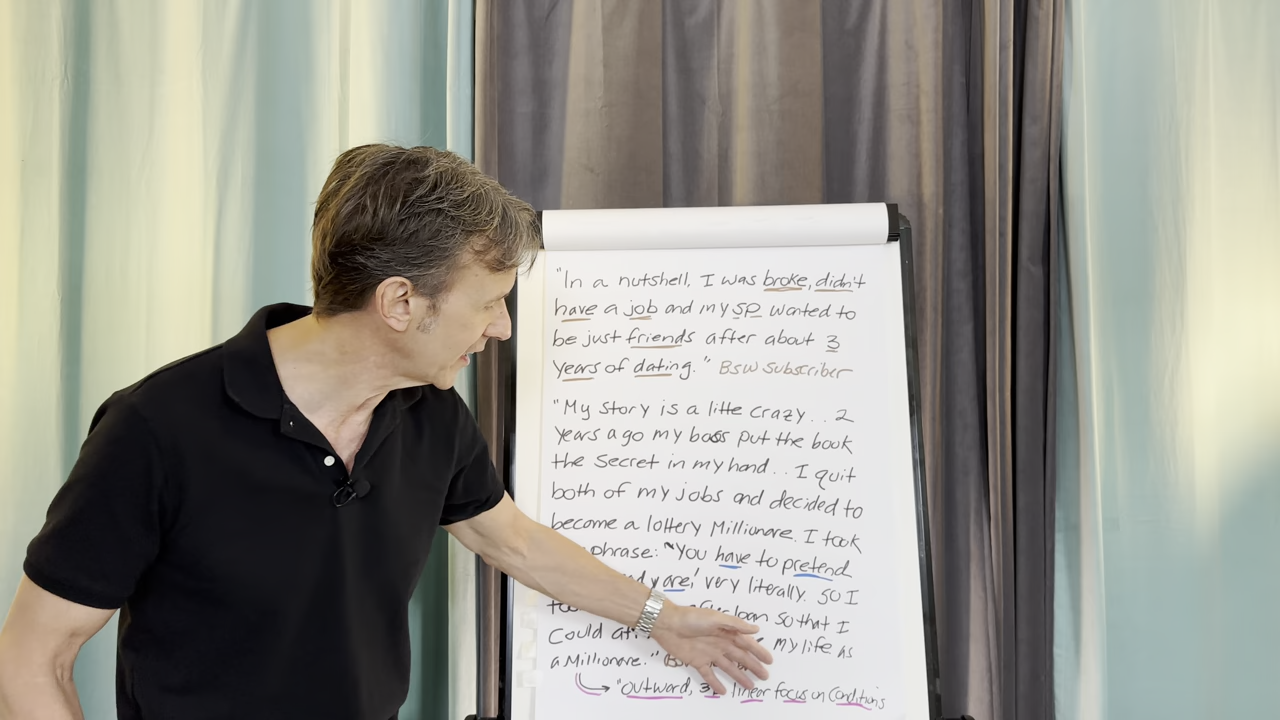 "In a nutshell, I was broke, didn't
have a job and my SP wanted to
be just friends after about 3
years of dating." BSW Subscriber
"My story is a litte crazy... 2
years ago my boss put the book
the Secret in my hand... I quit
both of my jobs and decided to
become a lottery Millionare. I took
phrase: "You have to pretend
are,' very literally. So I
loan so that I
Could my life as
a Millionare."
"Outward, linear focus on Conditions